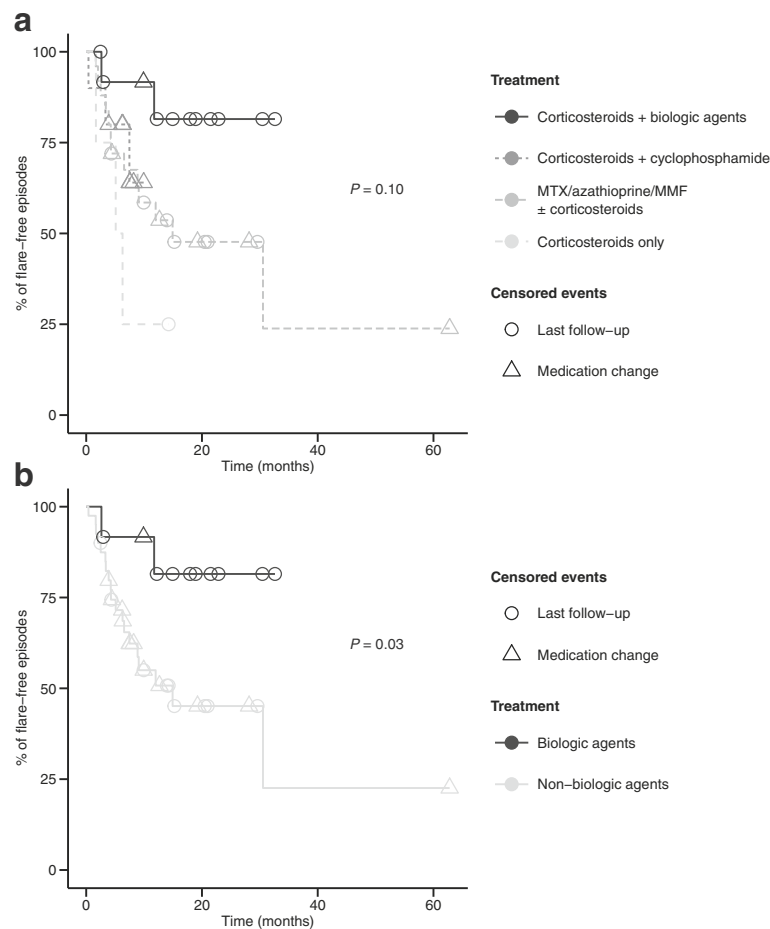 a
100
75
50
25
0
% of flare−free episodes
0
20
40
60
Time (months)
P = 0.10
Treatment
Corticosteroids + biologic agents
Corticosteroids + cyclophosphamide
MTX/azathioprine/MMF
± corticosteroids
Corticosteroids only
Censored events
Last follow−up
Medication change
b
100
75
50
25
0
% of flare−free episodes
0
20
40
60
Time (months)
P = 0.03
Censored events
Last follow−up
Medication change
Treatment
Biologic agents
Non−biologic agents